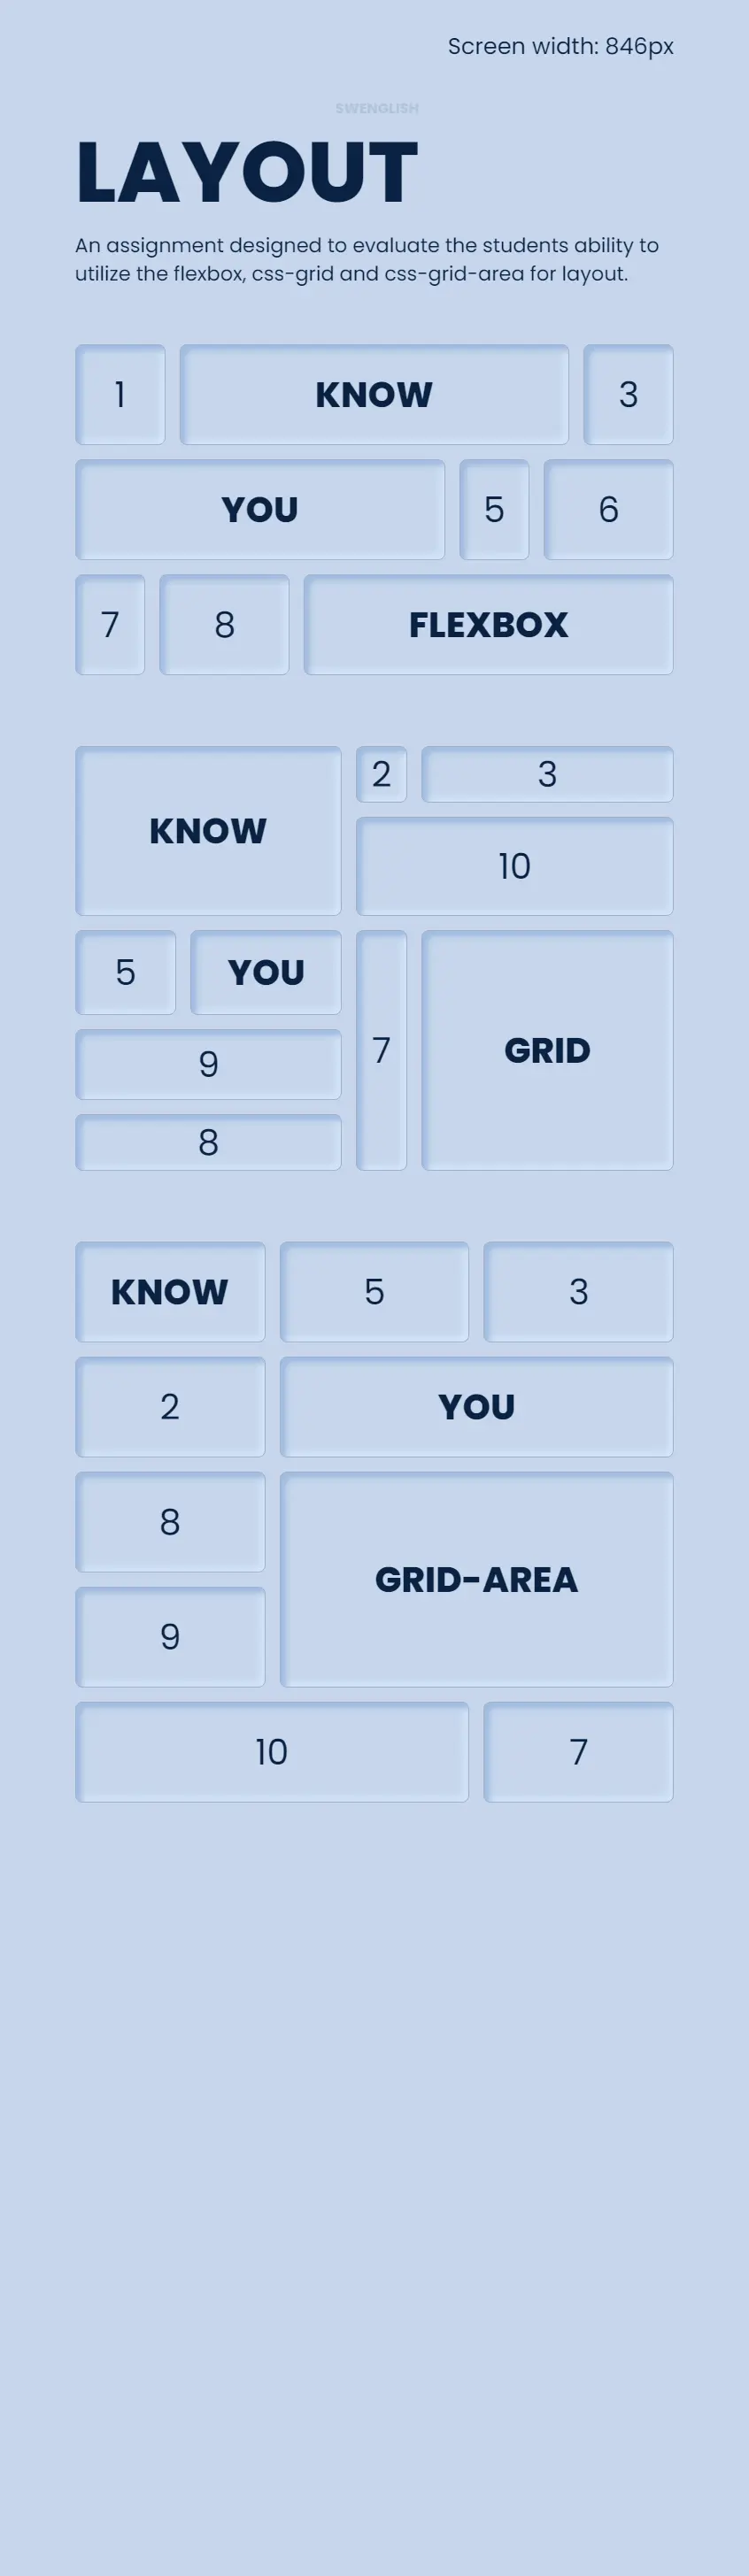 Screen width: 846px
SWENGLISH
LAYOUT
An assignment designed to evaluate the students ability to
utilize the flexbox, css-grid and css-grid-area for layout.
1 KNOW 3
YOU 5 6
7 8 FLEXBOX
KNOW 2 3
10
5 YOU 7 GRID
9
8
KNOW 5 3
2 YOU
8 GRID-AREA
9
10 7